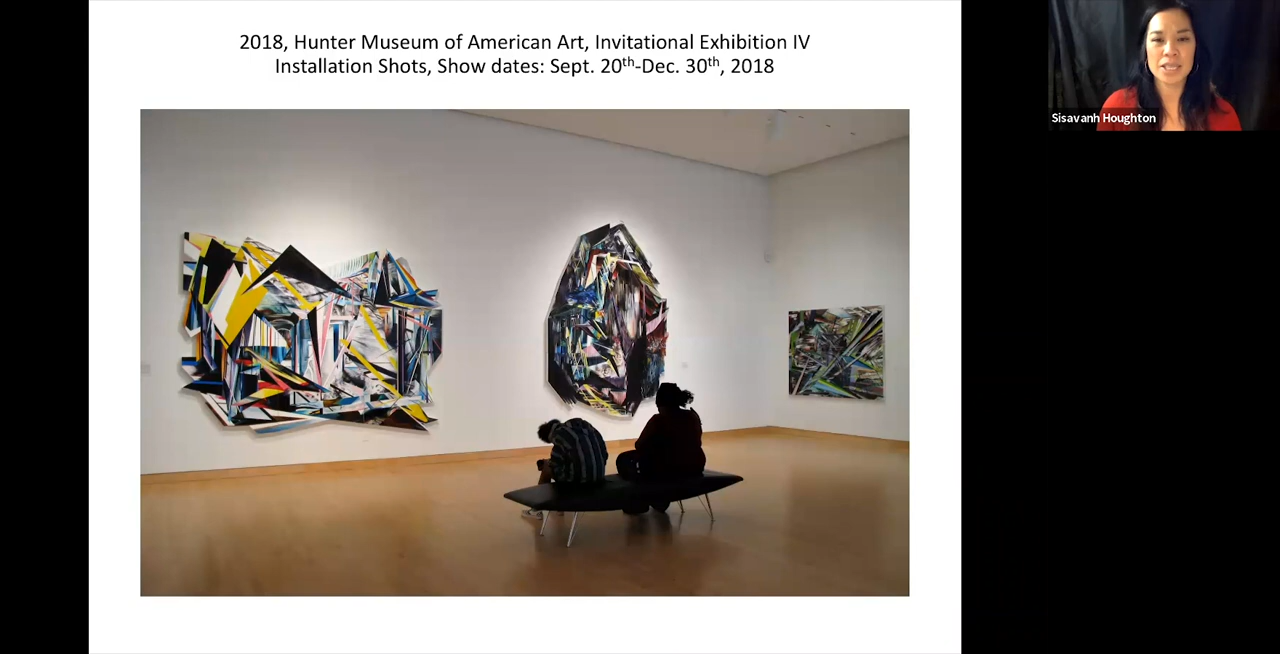 2018, Hunter Museum of American Art, Invitational Exhibition IV
Installation Shots, Show dates: Sept. 20th-Dec. 30th, 2018
Sisavanh Houghton